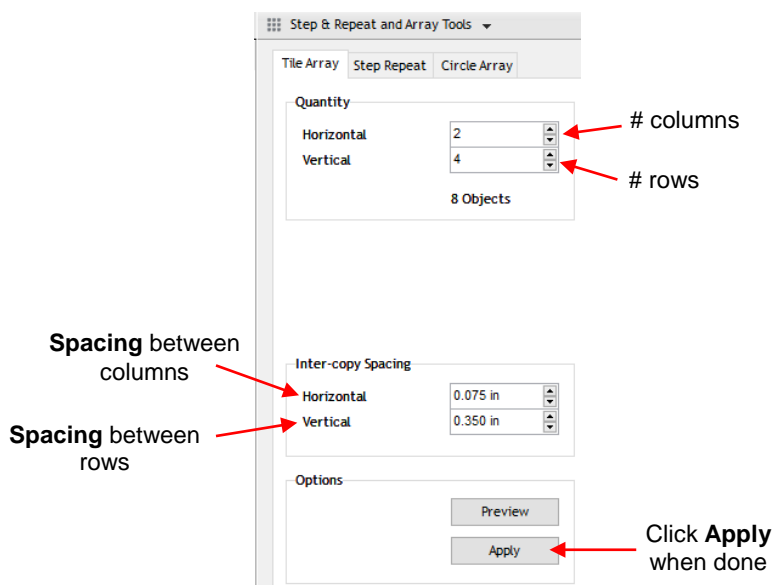 Step & Repeat and Array Tools
Tile Array Step Repeat Circle Array
Quantity
Horizontal 2
# columns
Vertical 4
# rows
8 Objects
Spacing between
columns
Inter-copy Spacing
Horizontal 0.075 in
Vertical 0.350 in
Spacing between
rows
Options
Preview
Apply
Click Apply
when done